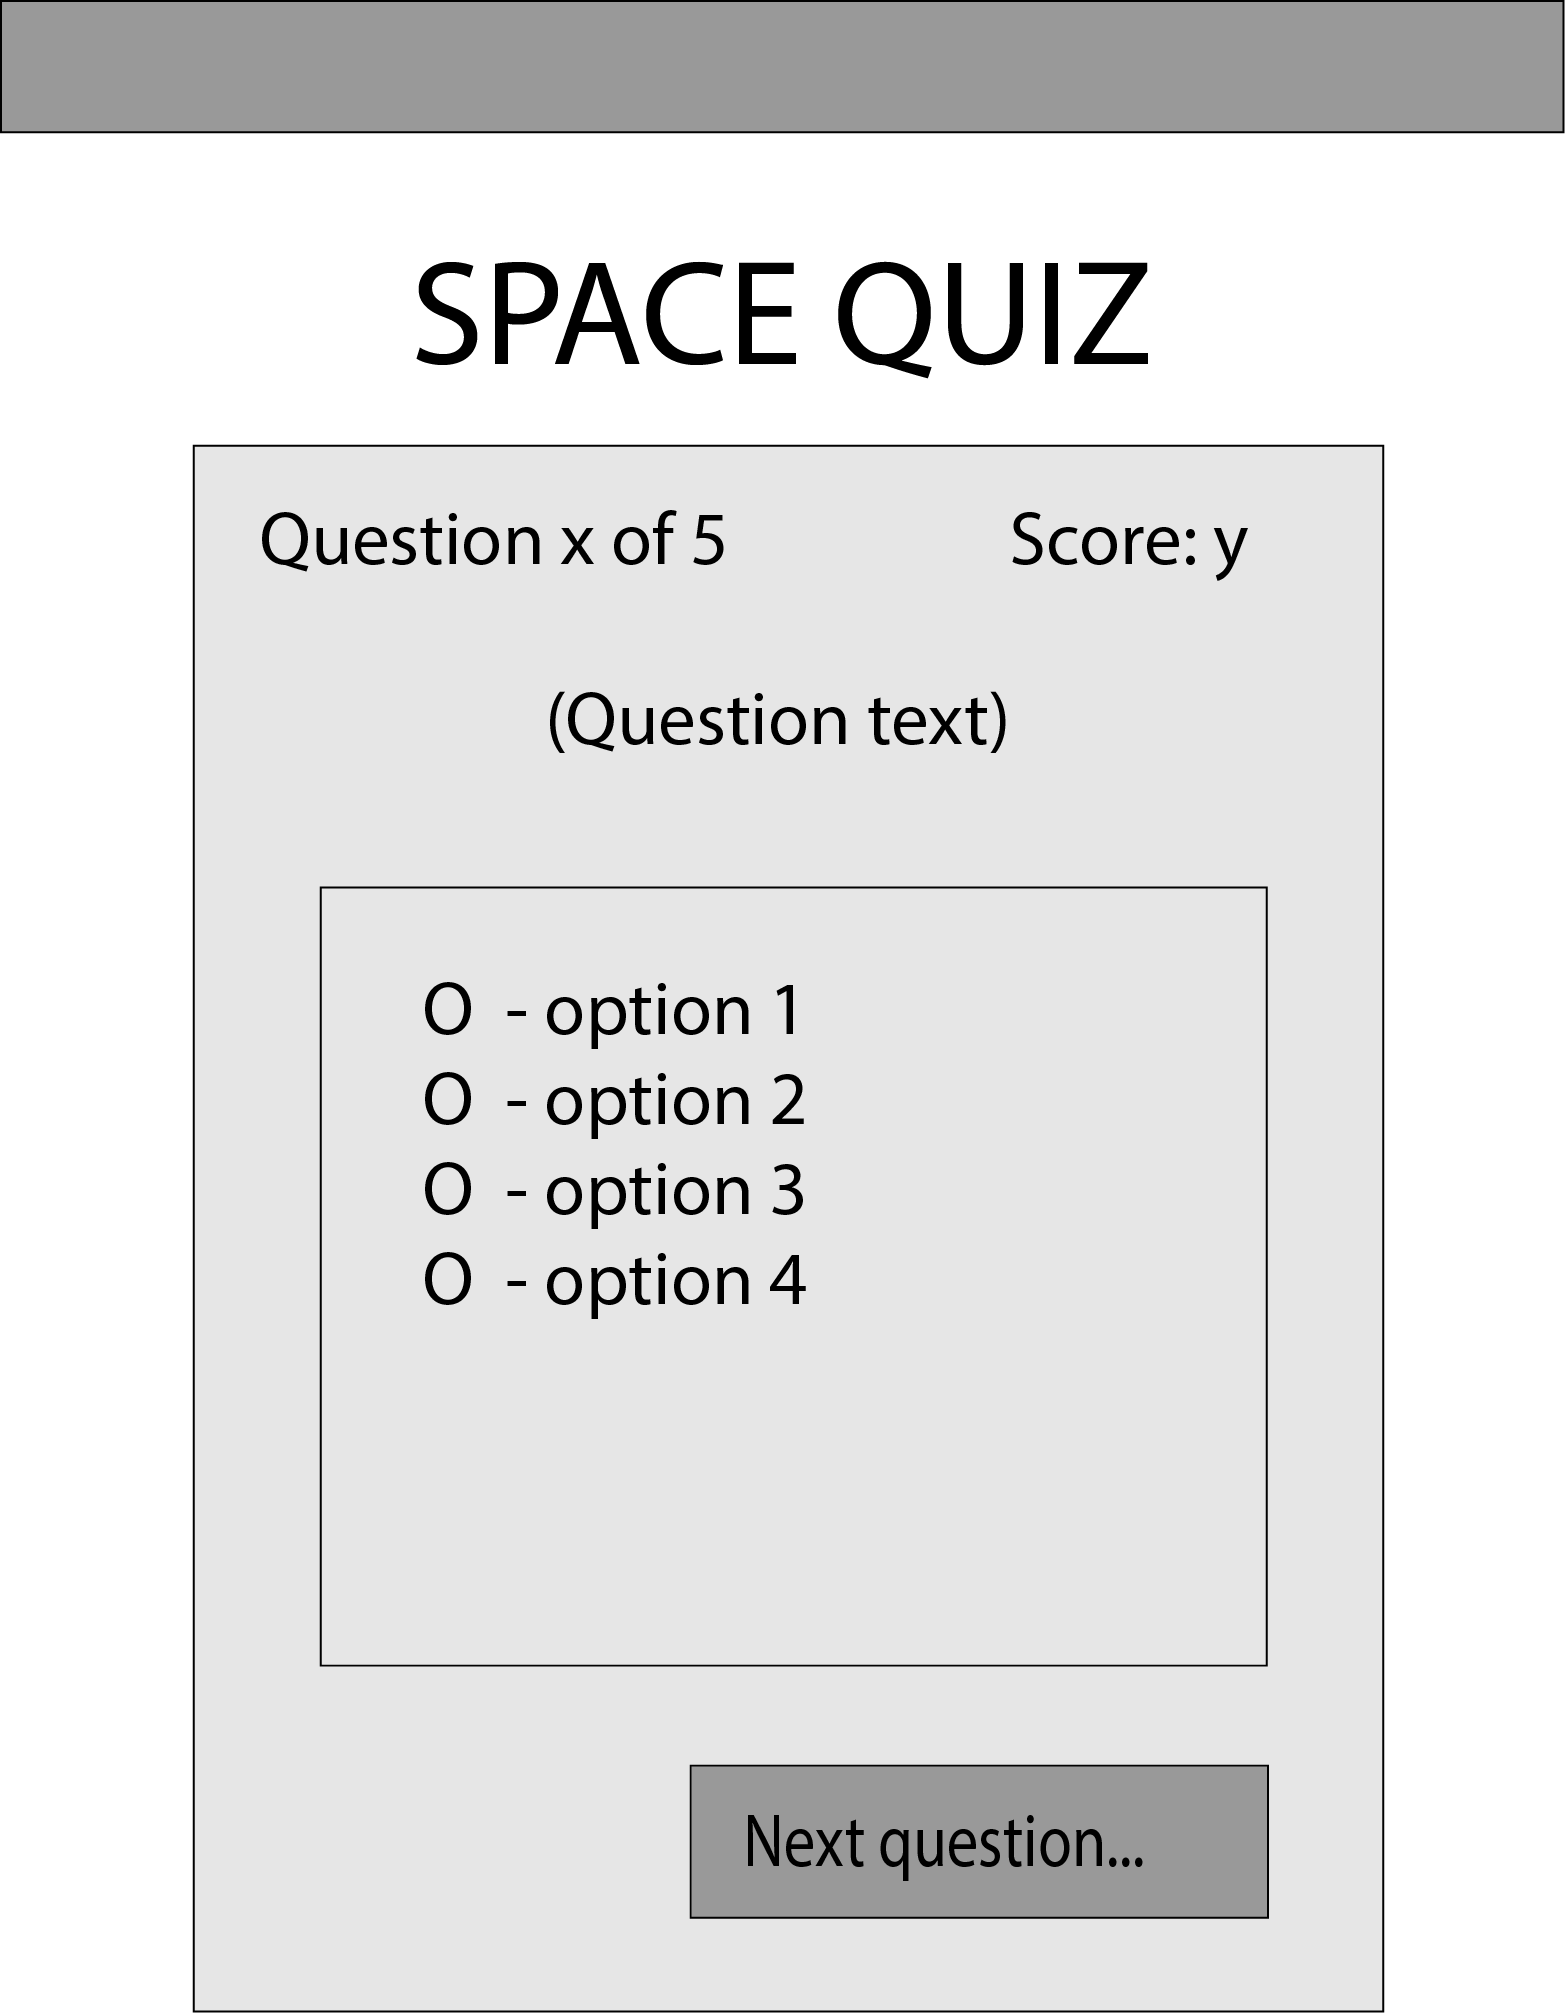 SPACE QUIZ
Question x of 5 Score: y
(Question text)
O - option 1
O - option 2
O - option 3
O - option 4
Next question...